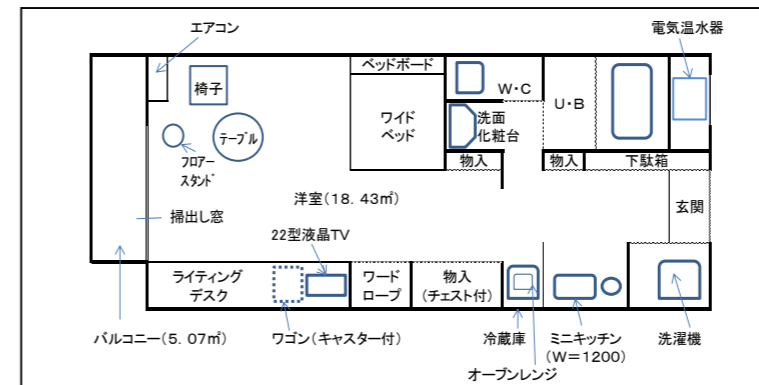 エアコン
電気温水器
ベッドボード
椅子
W・C
U・B
ワイド
ベッド
洗面
化粧台
テーブル
フロアー
スタンド
物入
物入
下駄箱
洋室(18.43㎡)
玄関
掃出し窓
22型液晶TV
ライティング
デスク
ワード
ロープ
物入
(チェスト付)
バルコニー(5.07㎡)
ワゴン(キャスター付)
冷蔵庫
ミニキッチン
(W=1200)
洗濯機
オーブンレンジ